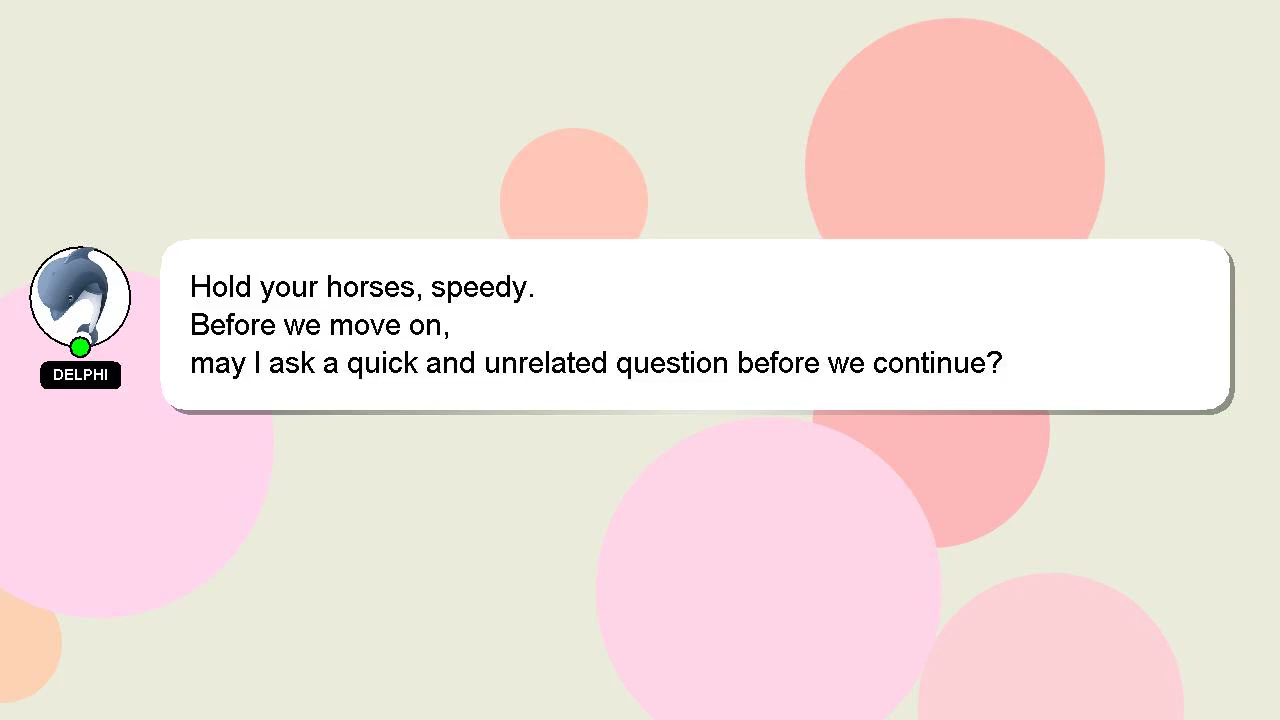 Hold your horses, speedy.
Before we move on,
may I ask a quick and unrelated question before we continue?
DELPHI